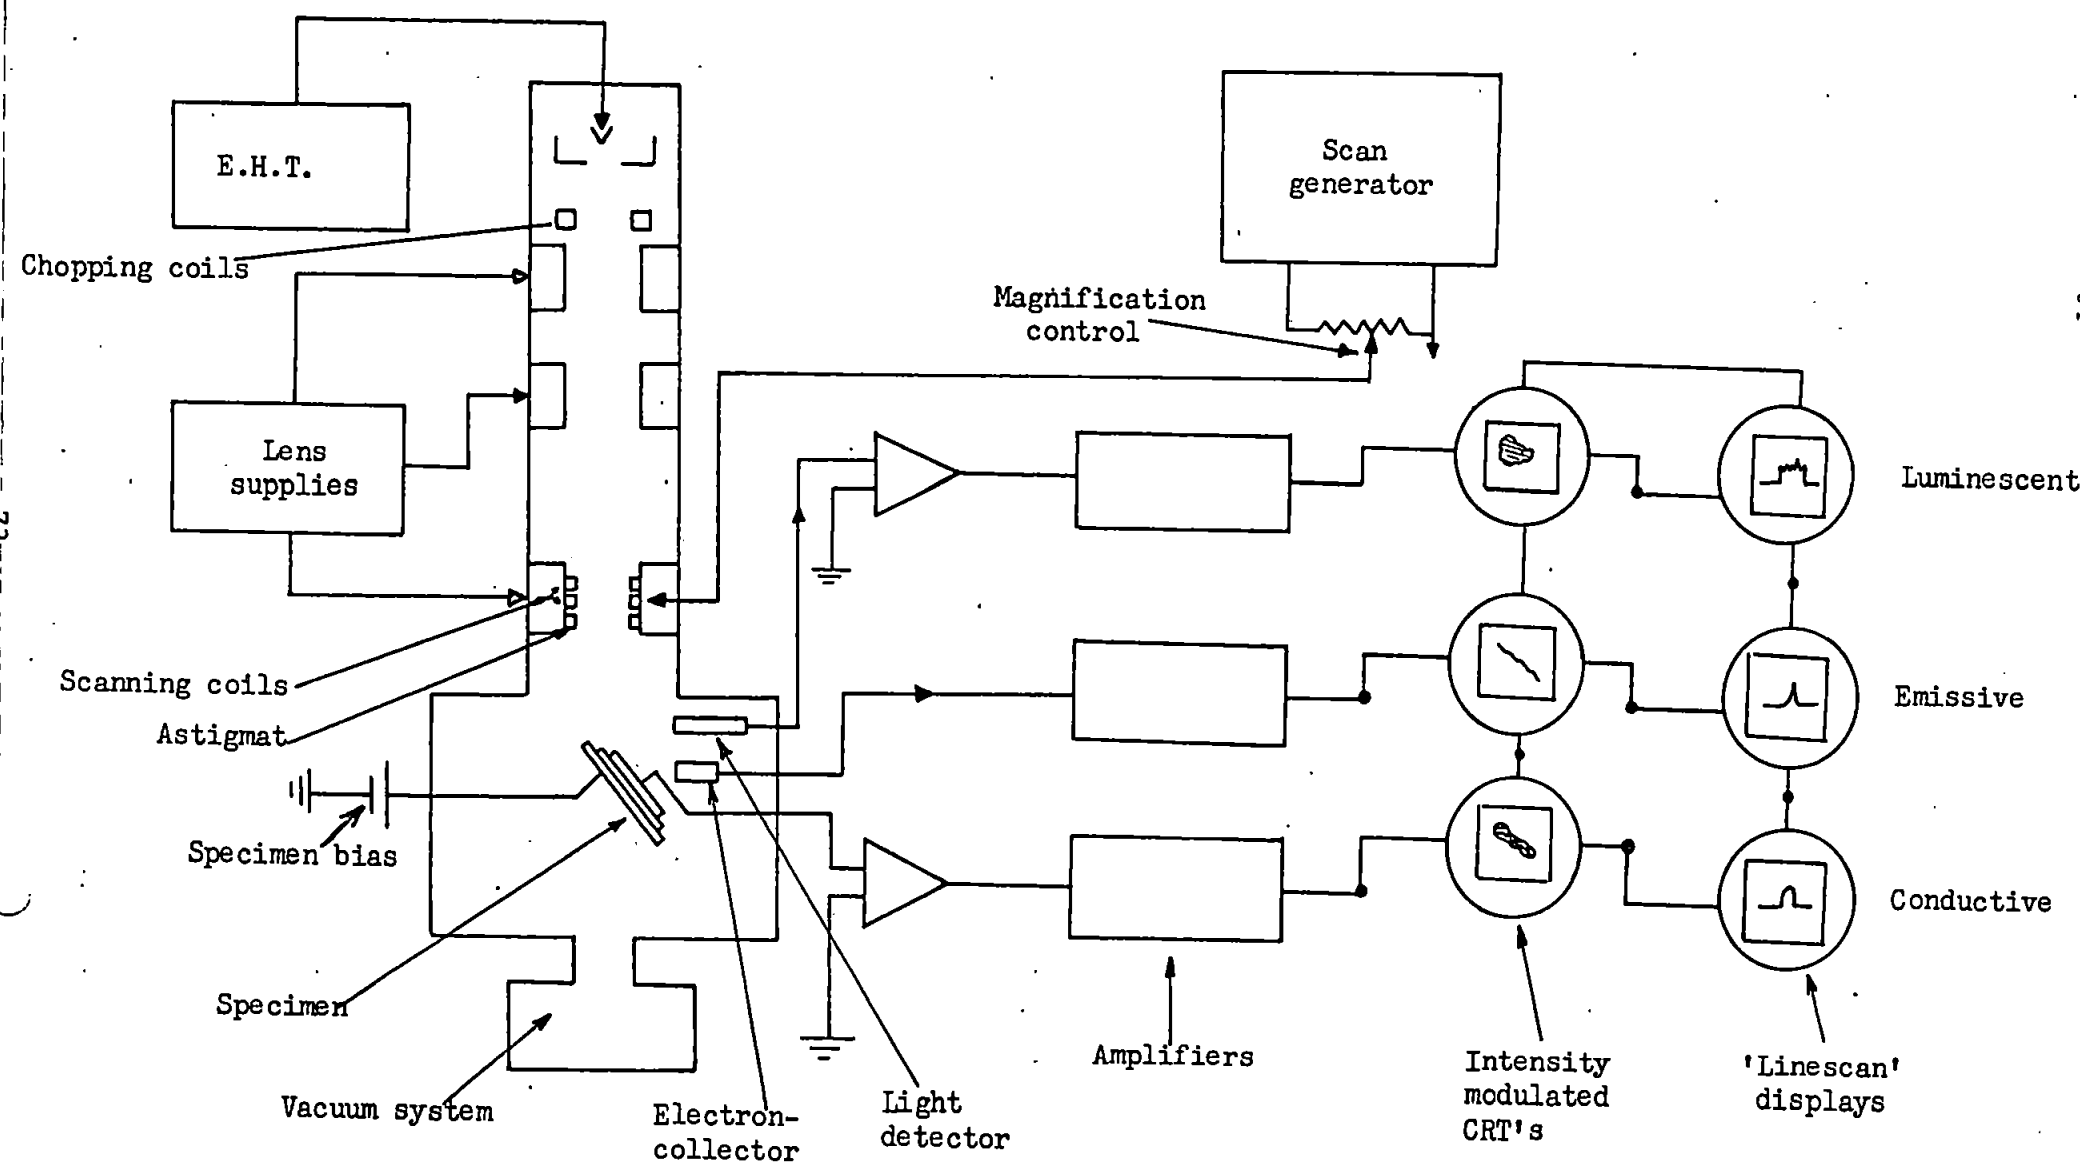 E.H.T.
Scan
generator
Chopping coils
Magnification
control
Lens
supplies
Luminescent
Scanning coils
Astigmat
Emissive
Specimen bias
Conductive
Specimen
Amplifiers
Intensity
modulated
CRT's
'Linescan'
displays
Vacuum system
Electron-
collector
Light
detector